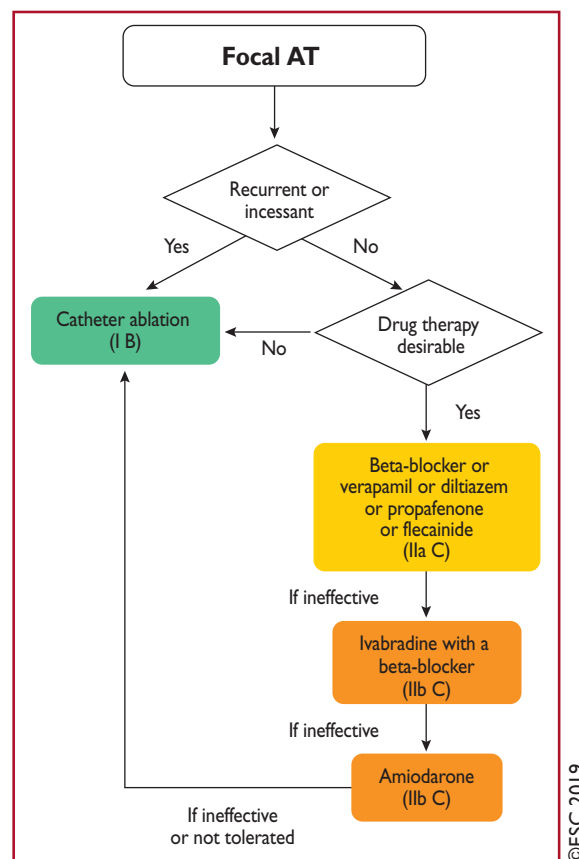 Focal AT
Recurrent or
incessant
Yes
No
Catheter ablation
(I B)
No
Drug therapy
desirable
Yes
Beta-blocker or
verapamil or diltiazem
or propafenone
or flecainide
(IIa C)
If ineffective
Ivabradine with a
beta-blocker
(IIb C)
If ineffective
Amiodarone
(IIb C)
If ineffective
or not tolerated
©ESC 2019